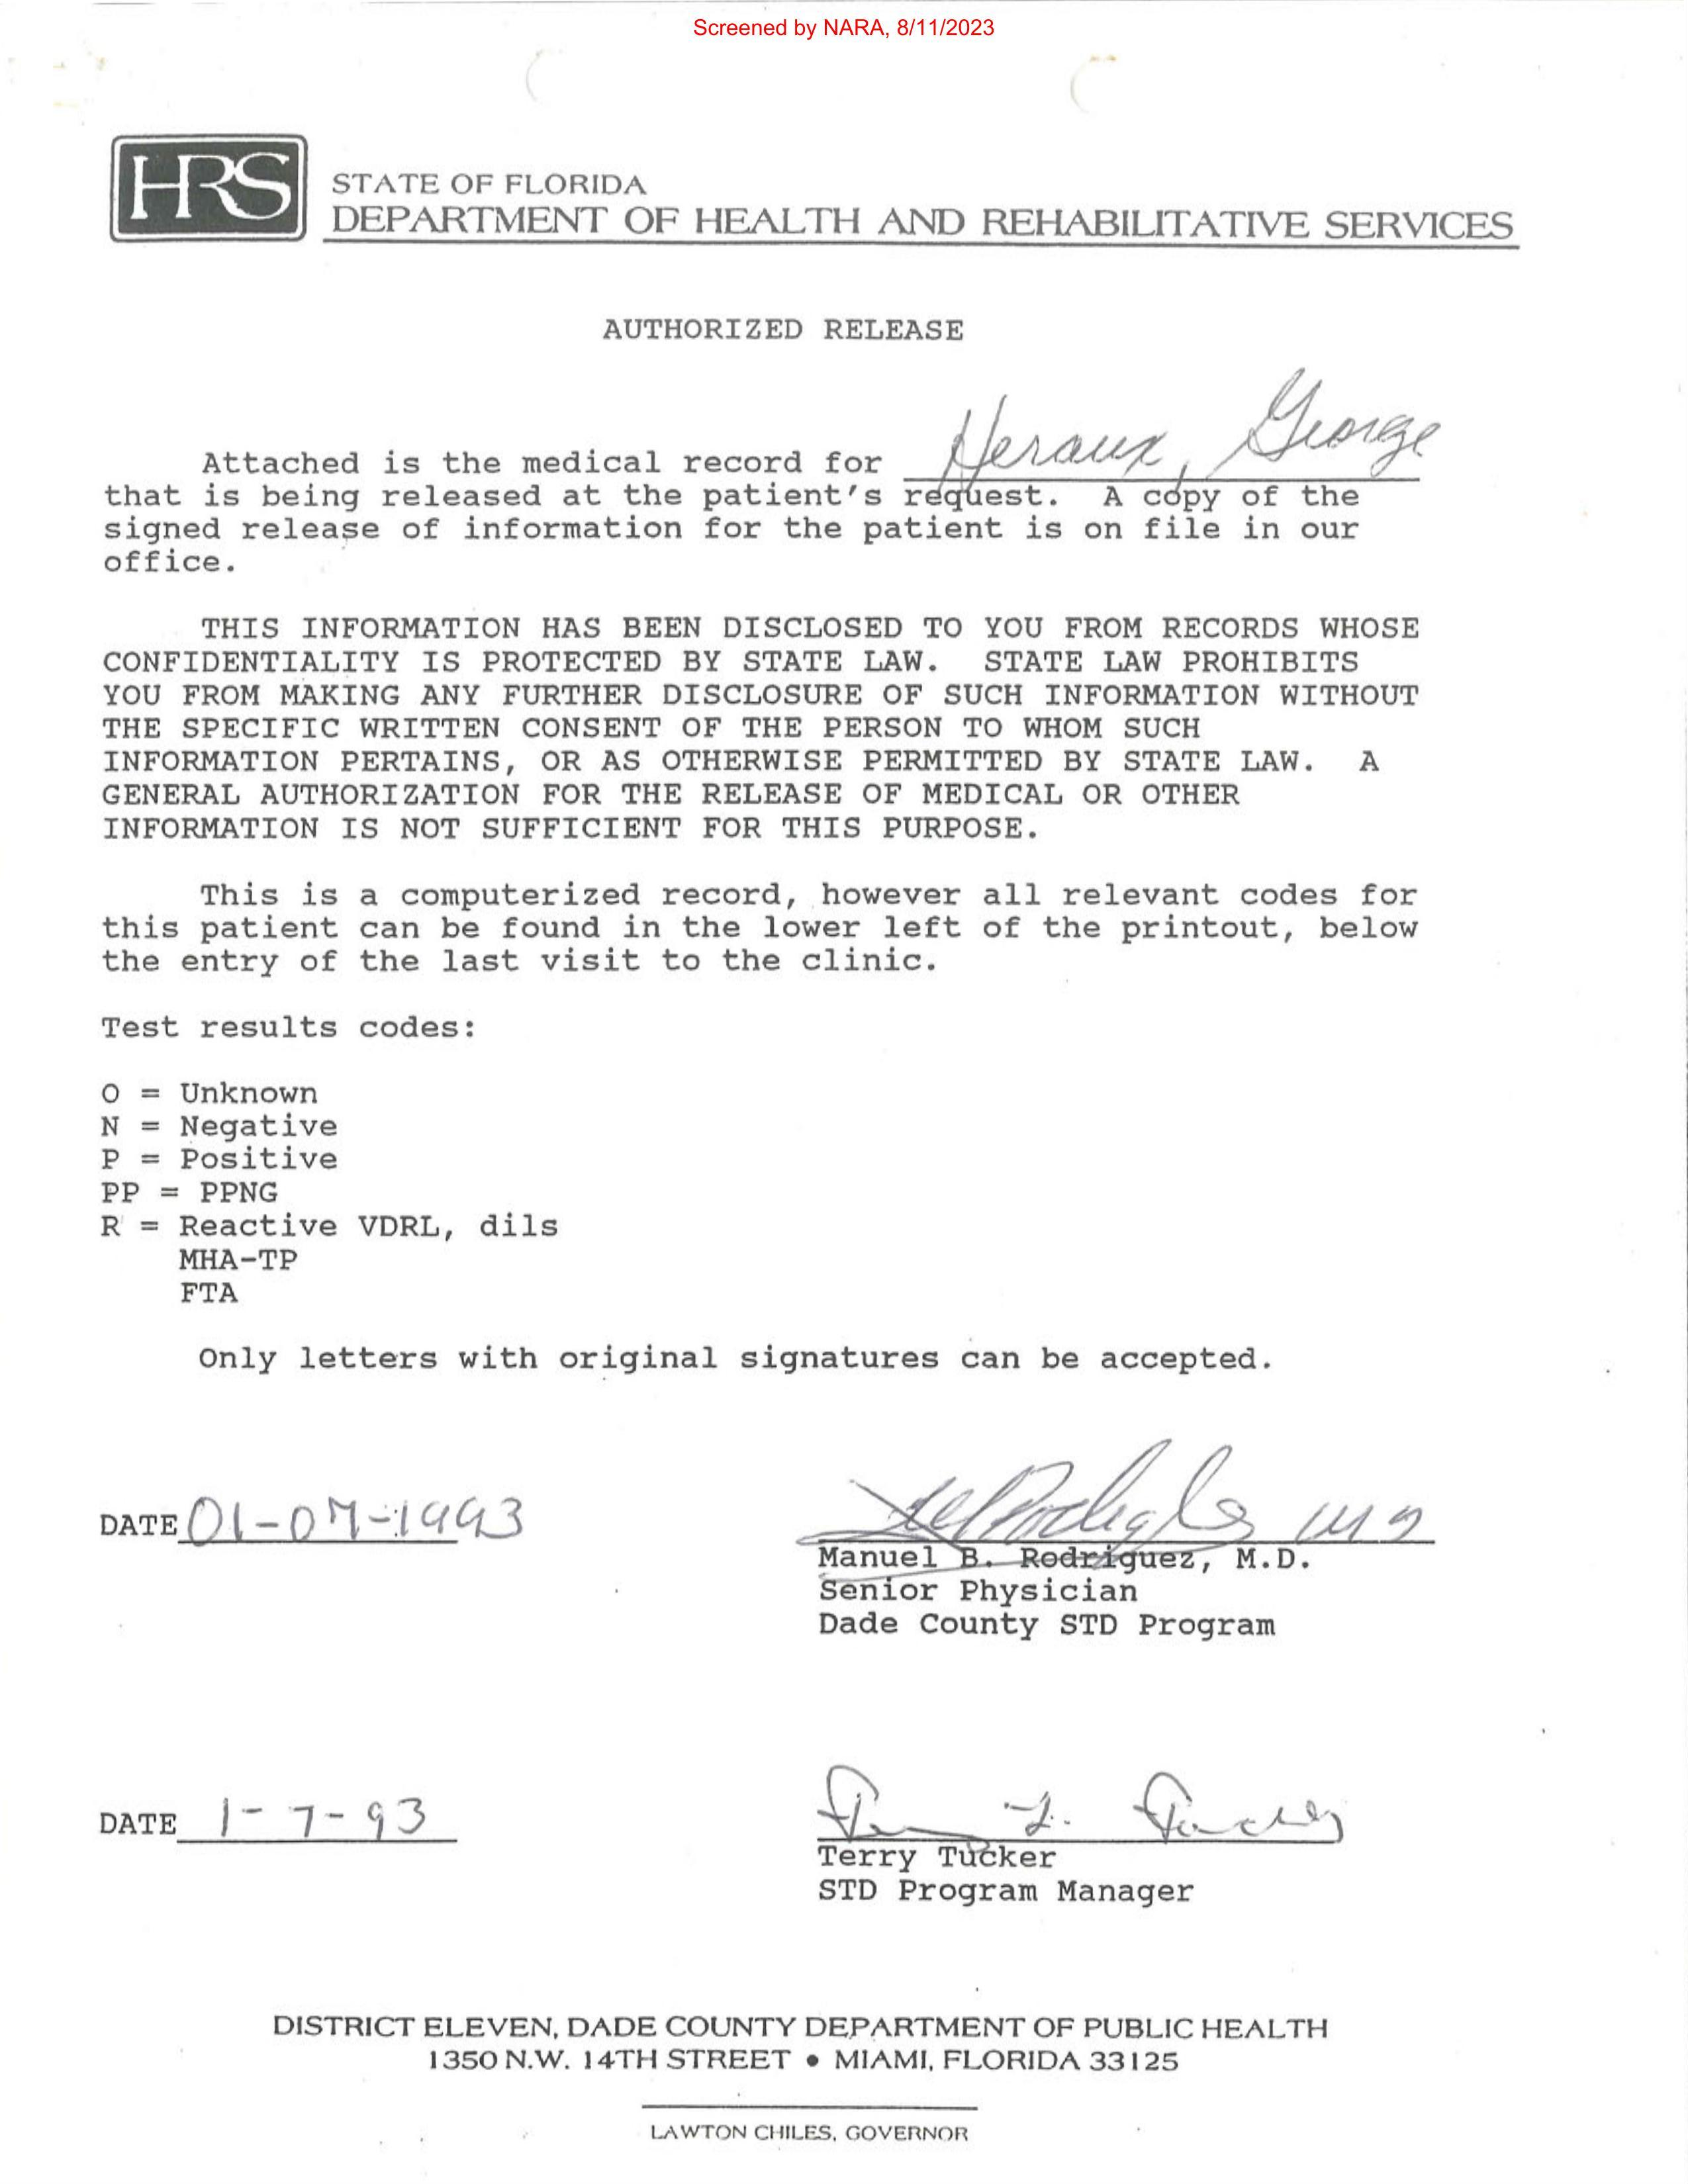 Screened by NARA, 8/11/2023
HRS
STATE OF FLORIDA
DEPARTMENT OF HEALTH AND REHABILITATIVE SERVICES
AUTHORIZED RELEASE
Attached is the medical record for Heraux, George
that is being released at the patient's request. A copy of the
signed release of information for the patient is on file in our
office.
THIS INFORMATION HAS BEEN DISCLOSED TO YOU FROM RECORDS WHOSE
CONFIDENTIALITY IS PROTECTED BY STATE LAW. STATE LAW PROHIBITS
YOU FROM MAKING ANY FURTHER DISCLOSURE OF SUCH INFORMATION WITHOUT
THE SPECIFIC WRITTEN CONSENT OF THE PERSON TO WHOM SUCH
INFORMATION PERTAINS, OR AS OTHERWISE PERMITTED BY STATE LAW. A
GENERAL AUTHORIZATION FOR THE RELEASE OF MEDICAL OR OTHER
INFORMATION IS NOT SUFFICIENT FOR THIS PURPOSE.
This is a computerized record, however all relevant codes for
this patient can be found in the lower left of the printout, below
the entry of the last visit to the clinic.
Test results codes:
O = Unknown
N = Negative
P = Positive
PP = PPNG
R = Reactive VDRL, dils
MHA-TP
FTA
Only letters with original signatures can be accepted.
DATE 01-07-1993
Manuel B. Rodriguez, M.D.
Senior Physician
Dade County STD Program
DATE 1-7-93
Terry Tucker
STD Program Manager
DISTRICT ELEVEN, DADE COUNTY DEPARTMENT OF PUBLIC HEALTH
1350 N.W. 14TH STREET • MIAMI, FLORIDA 33125
LAWTON CHILES, GOVERNOR